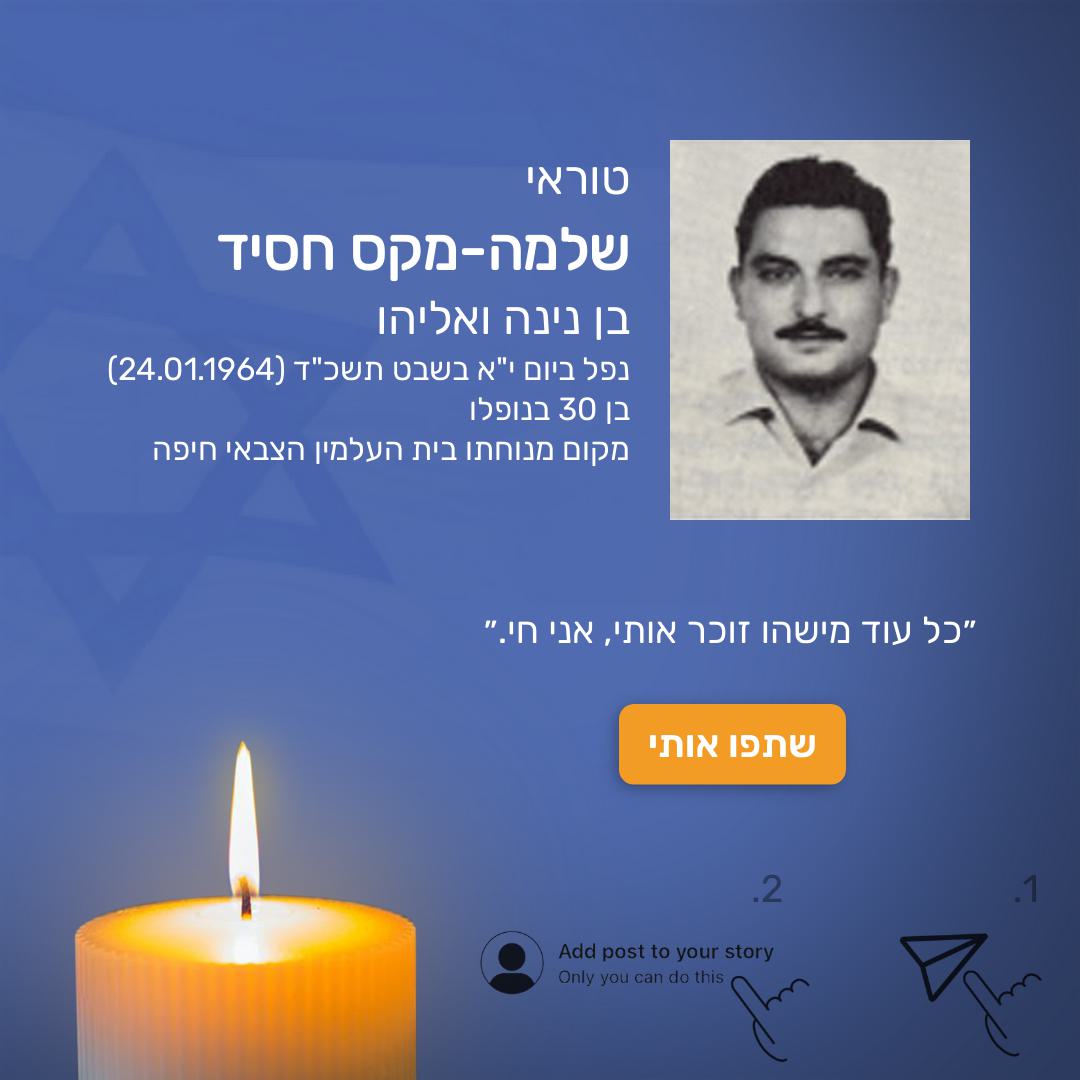 טוראי
שלמה-מקס חסיד
בן נינה ואליהו
נפל ביום י"א בשבט תשכ"ד (24.01.1964)
בן 30 בנופלו
מקום מנוחתו בית העלמין הצבאי חיפה
״כל עוד מישהו זוכר אותי, אני חי.״
שתפו אותי
1.
2.
Add post to your story
Only you can do this